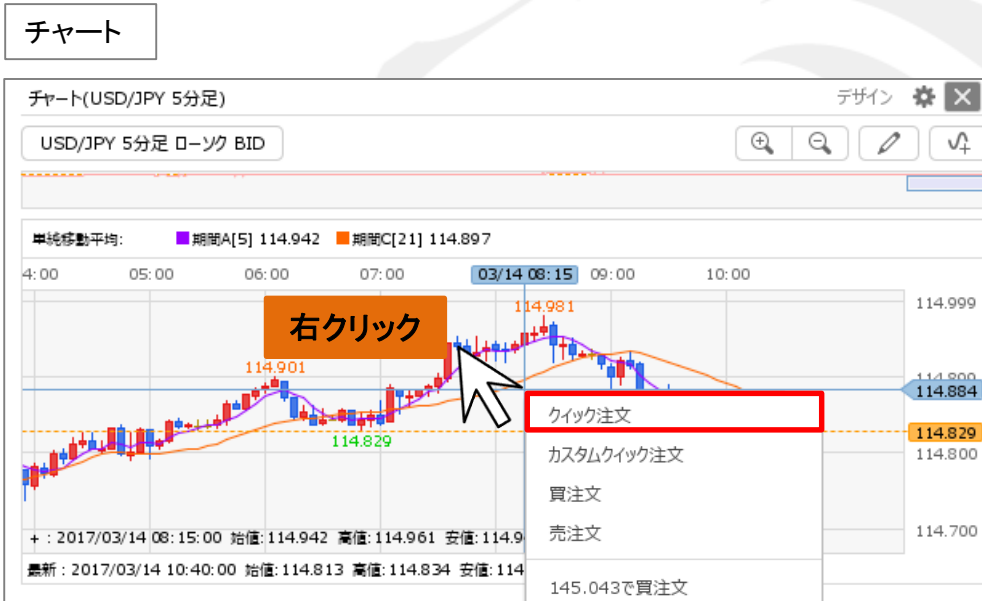 チャート
チャート(USD/JPY 5分足) デザイン
USD/JPY 5分足 ローソク BID
単純移動平均: 期間A[5] 114.942 期間C[21] 114.897
4:00 05:00 06:00 07:00 03/14 08:15 09:00 10:00
114.981
114.999
右クリック
114.901
114.884
クイック注文
114.829
114.829
114.800
カスタムクイック注文
買注文
売注文
114.700
+ : 2017/03/14 08:15:00 始値:114.942 高値:114.961 安値:114.9
最新 : 2017/03/14 10:40:00 始値:114.813 高値:114.834 安値:114
145.043で買注文